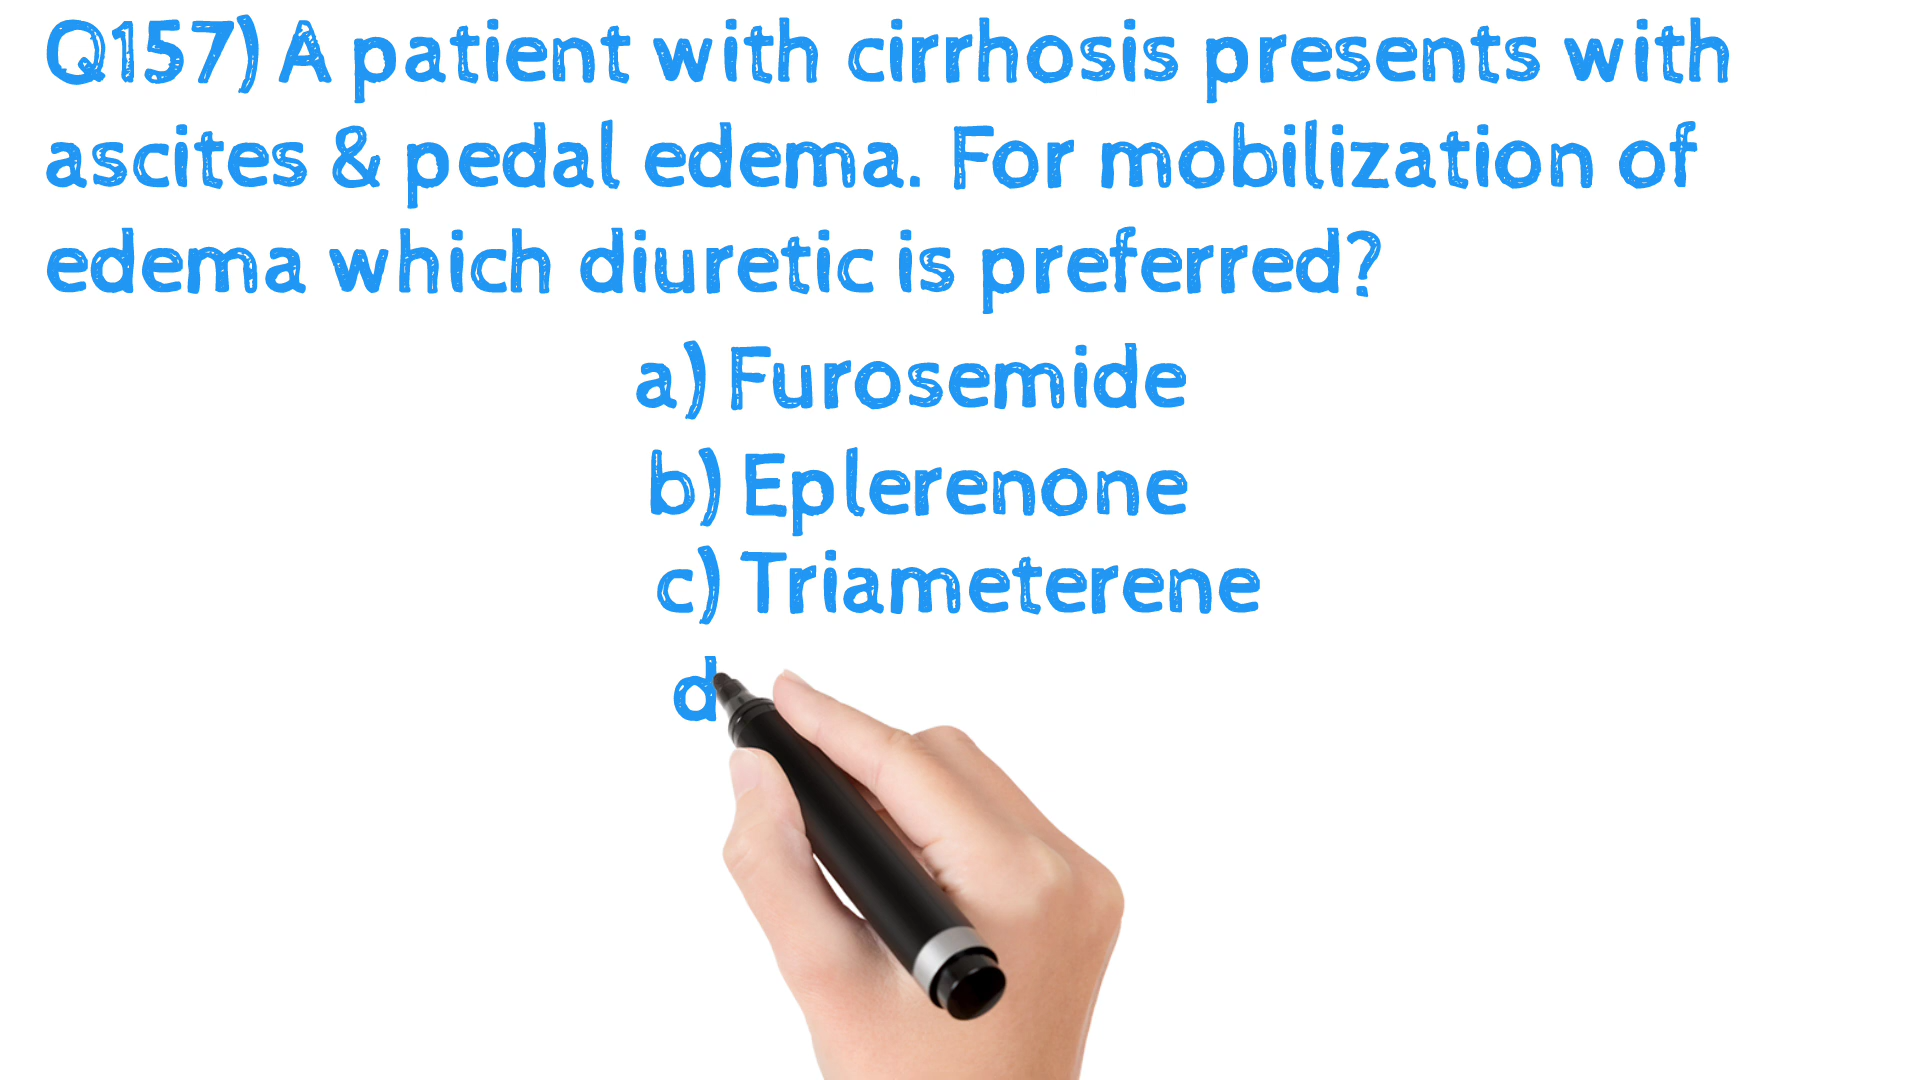 Q157) A patient with cirrhosis presents with
ascites & pedal edema. For mobilization of
edema which diuretic is preferred?
a) Furosemide
b) Eplerenone
c) Triameterene
d